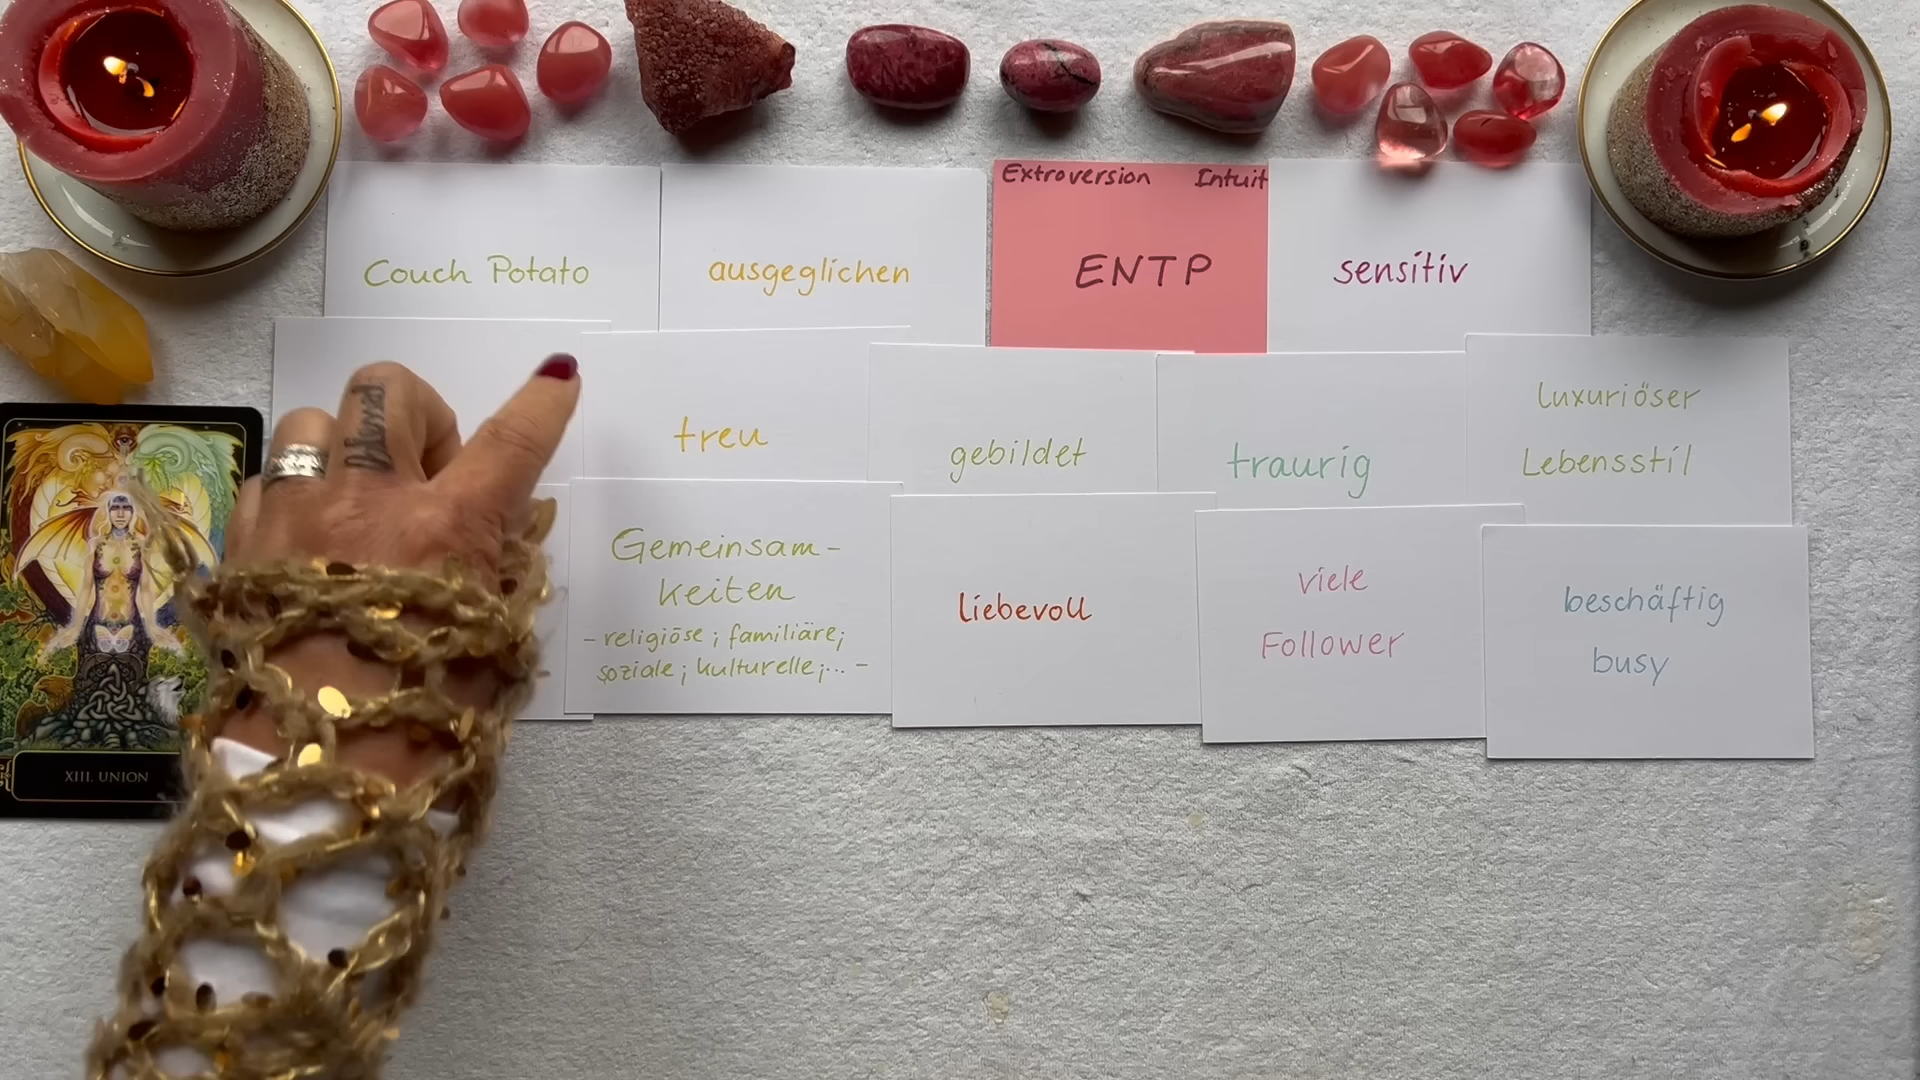 Extroversion Intuit
Couch Potato
ausgeglichen
ENTP
sensitiv
treu
gebildet
traurig
luxuriöser
Lebensstil
Gemeinsam-
keiten
- religiöse ; familiäre;
soziale ; kulturelle ;... -
liebevoll
viele
Follower
beschäftig
busy
XIII. UNION